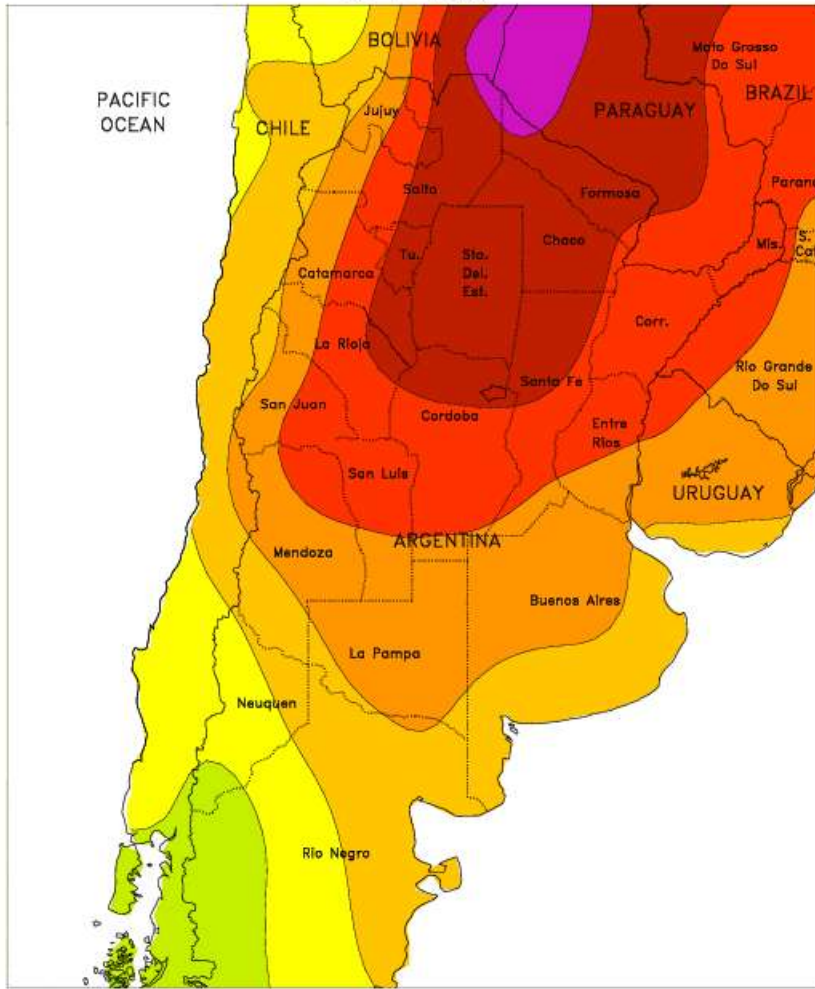 BOLIVIA
Mato Grosso
Do Sul
PACIFIC
OCEAN
BRAZIL
Jujuy
PARAGUAY
CHILE
Salta
Formosa
Parana
Chaco
Tu.
Sto.
Del.
Est.
Mis.
S.
Cat
Catamarca
Corr.
La Rioja
Rio Grande
Do Sul
Santa Fe
San Juan
Cordoba
Entre
Rios
San Luis
URUGUAY
ARGENTINA
Mendoza
Buenos Aires
La Pampa
Neuquen
Rio Negro